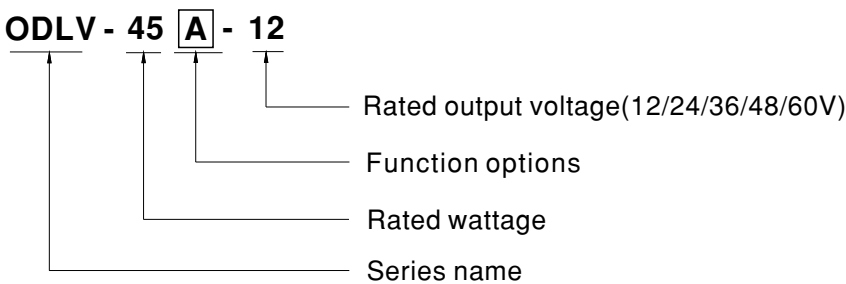 ODLV - 45 A - 12
Rated output voltage(12/24/36/48/60V)
Function options
Rated wattage
Series name